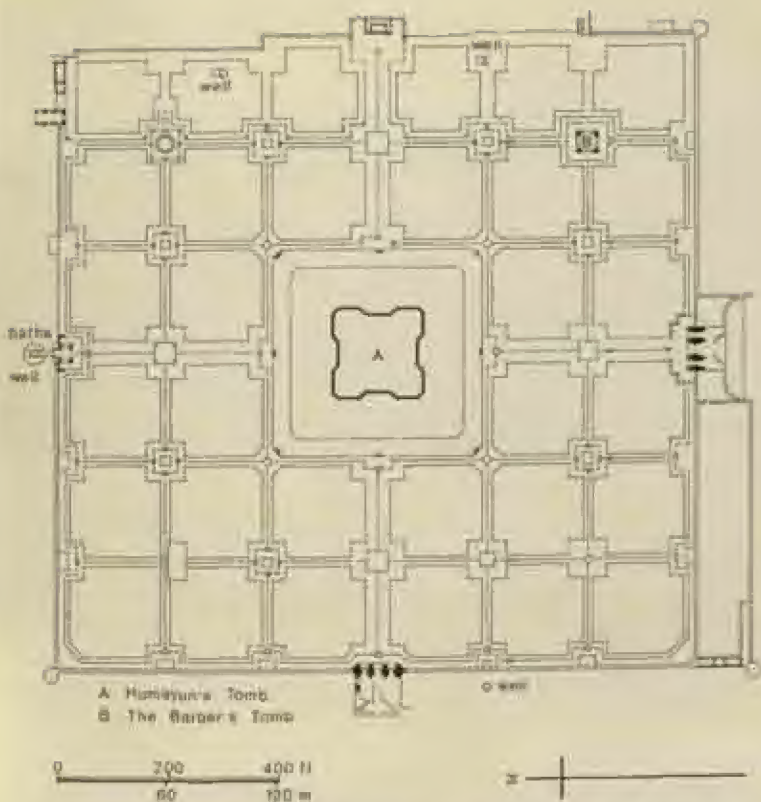 well
well
B
baths
well
A
well
A Humayun's Tomb
B The Barber's Tomb
0 200 400 ft
60 120 m
N